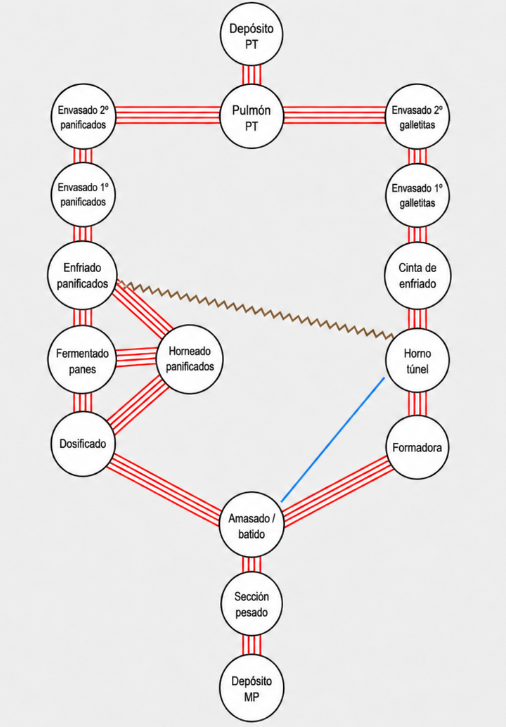 Depósito
PT
Envasado 2º
panificados
Pulmón
PT
Envasado 2º
galletitas
Envasado 1º
panificados
Envasado 1º
galletitas
Enfriado
panificados
Cinta de
enfriado
Fermentado
panes
Horneado
panificados
Horno
túnel
Dosificado
Formadora
Amasado /
batido
Sección
pesado
Depósito
MP